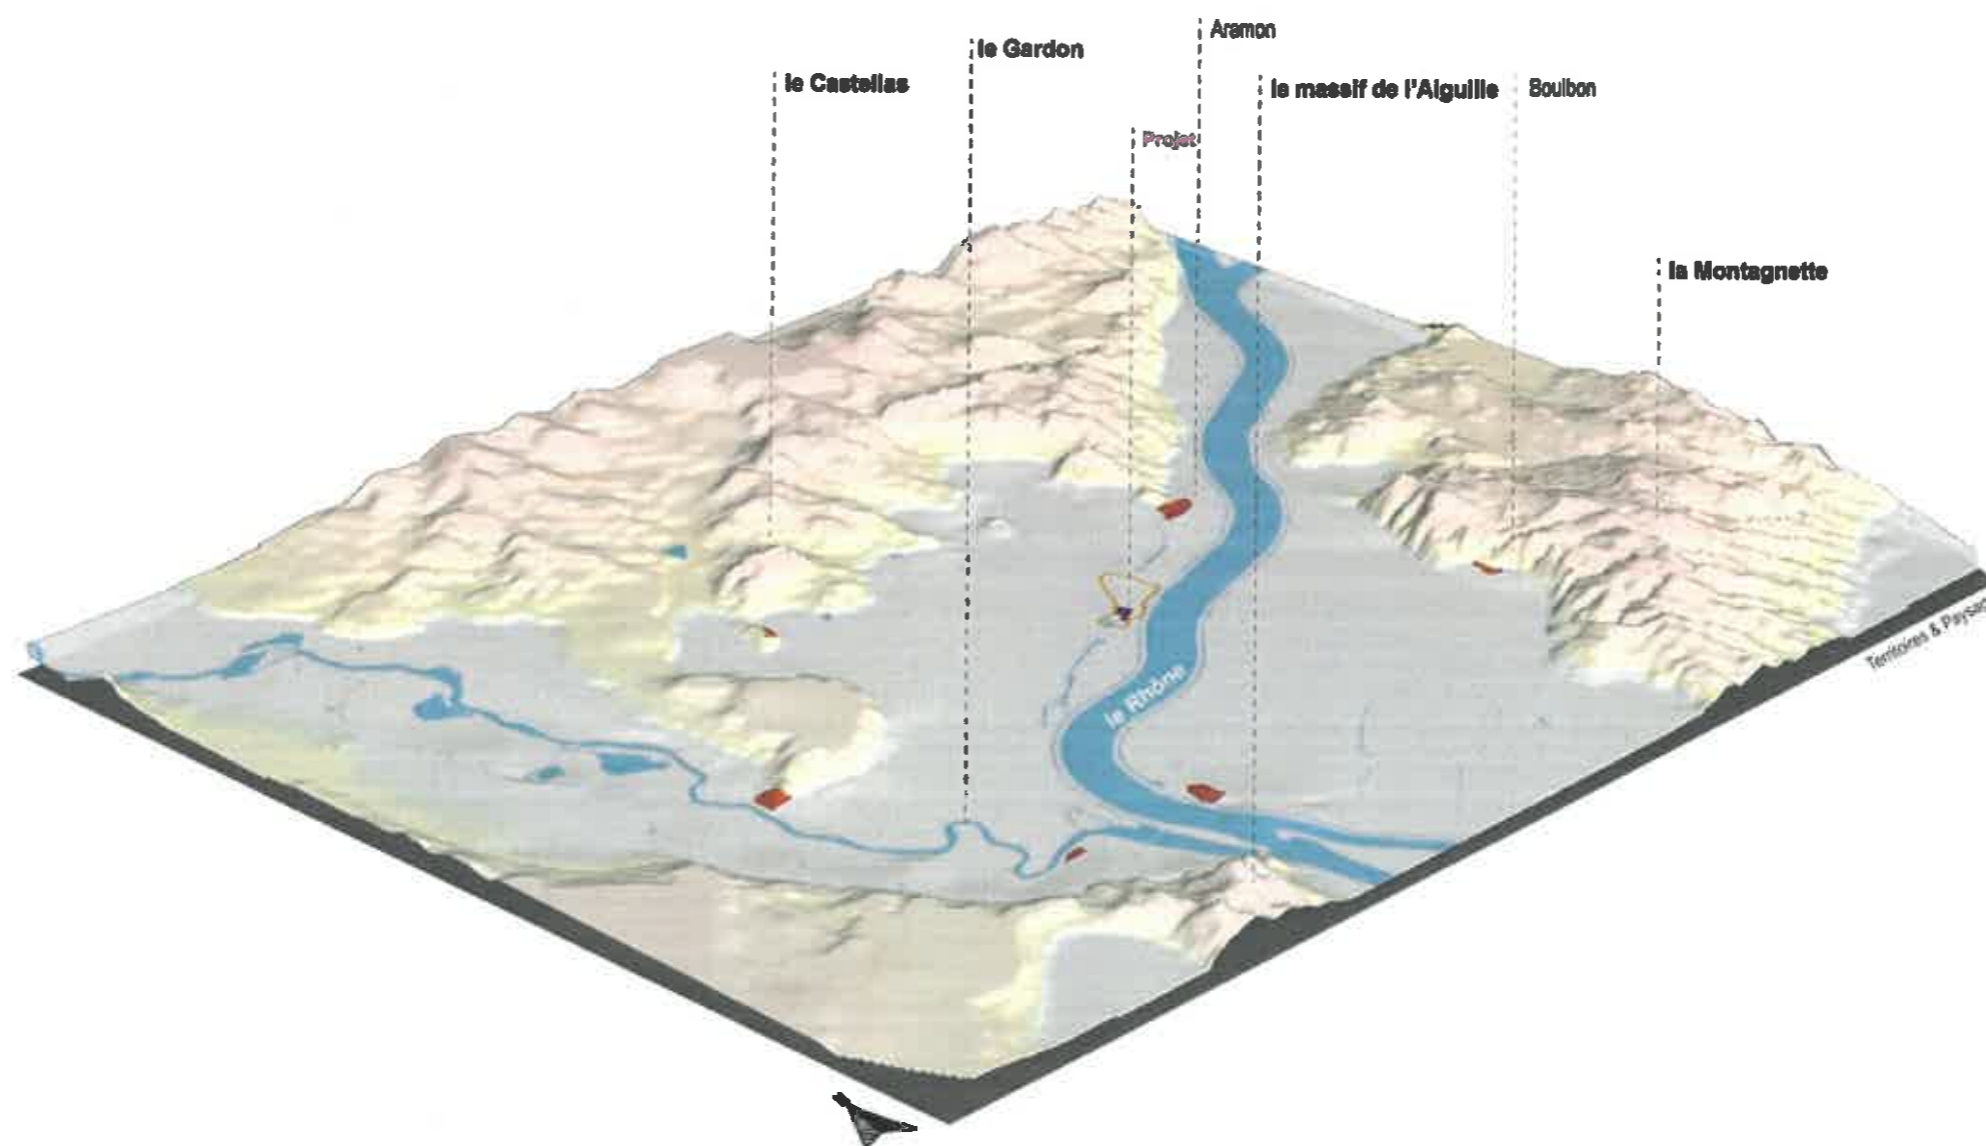 Aramon
le Gardon
le Castellas
le massif de l'Aiguille
Boulbon
Projet
la Montagnette
le Rhône
Territoires & Paysag